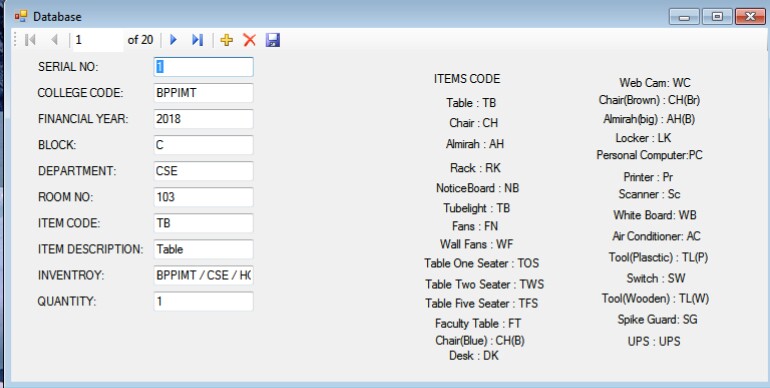 Database
1 of 20
SERIAL NO: 1
COLLEGE CODE: BPPIMT
FINANCIAL YEAR: 2018
BLOCK: C
DEPARTMENT: CSE
ROOM NO: 103
ITEM CODE: TB
ITEM DESCRIPTION: Table
INVENTROY: BPPIMT / CSE / HO
QUANTITY: 1
ITEMS CODE
Table : TB
Chair : CH
Almirah : AH
Rack : RK
NoticeBoard : NB
Tubelight : TB
Fans : FN
Wall Fans : WF
Table One Seater : TOS
Table Two Seater : TWS
Table Five Seater : TFS
Faculty Table : FT
Chair(Blue) : CH(B)
Desk : DK
Web Cam: WC
Chair(Brown) : CH(Br)
Almirah(big) : AH(B)
Locker : LK
Personal Computer:PC
Printer : Pr
Scanner : Sc
White Board: WB
Air Conditioner: AC
Tool(Plasctic) : TL(P)
Switch : SW
Tool(Wooden) : TL(W)
Spike Guard: SG
UPS : UPS